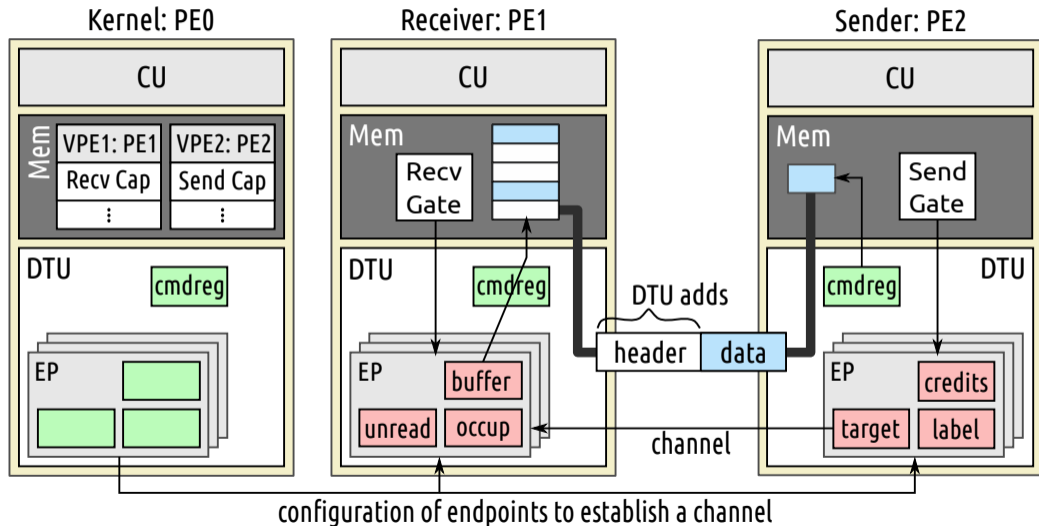 Kernel: PE0
CU
Mem
VPE1: PE1
Recv Cap
⋮
VPE2: PE2
Send Cap
⋮
DTU
cmdreg
EP
Receiver: PE1
CU
Mem
Recv
Gate
DTU
cmdreg
EP
buffer
unread
occup
DTU adds
header
data
channel
Sender: PE2
CU
Mem
Send
Gate
DTU
cmdreg
EP
credits
target
label
configuration of endpoints to establish a channel